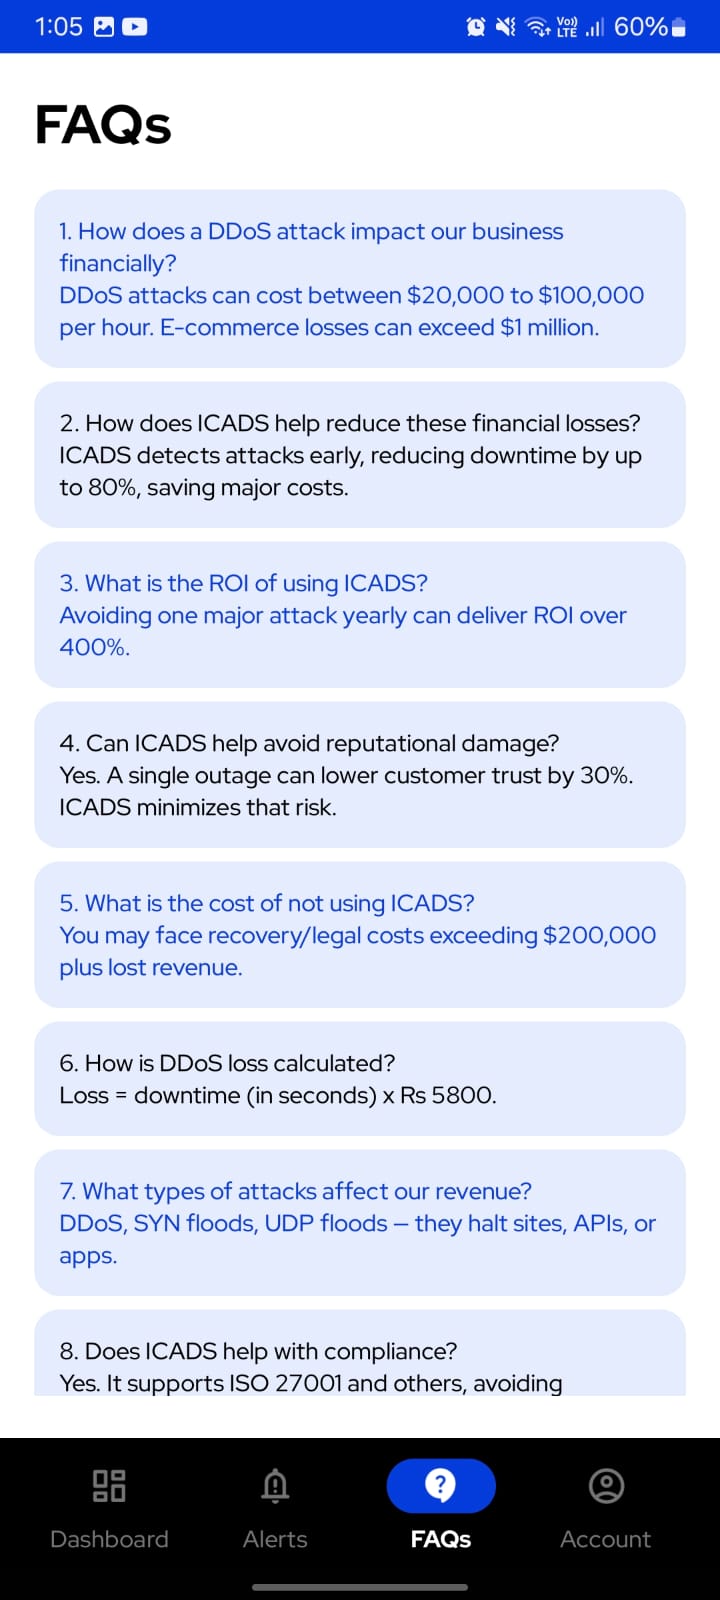 1:05 Vo)) LTE 60%
FAQs
1. How does a DDoS attack impact our business
financially?
DDoS attacks can cost between $20,000 to $100,000
per hour. E-commerce losses can exceed $1 million.
2. How does ICADS help reduce these financial losses?
ICADS detects attacks early, reducing downtime by up
to 80%, saving major costs.
3. What is the ROI of using ICADS?
Avoiding one major attack yearly can deliver ROI over
400%.
4. Can ICADS help avoid reputational damage?
Yes. A single outage can lower customer trust by 30%.
ICADS minimizes that risk.
5. What is the cost of not using ICADS?
You may face recovery/legal costs exceeding $200,000
plus lost revenue.
6. How is DDoS loss calculated?
Loss = downtime (in seconds) x Rs 5800.
7. What types of attacks affect our revenue?
DDoS, SYN floods, UDP floods – they halt sites, APIs, or
apps.
8. Does ICADS help with compliance?
Yes. It supports ISO 27001 and others, avoiding
Dashboard Alerts FAQs Account